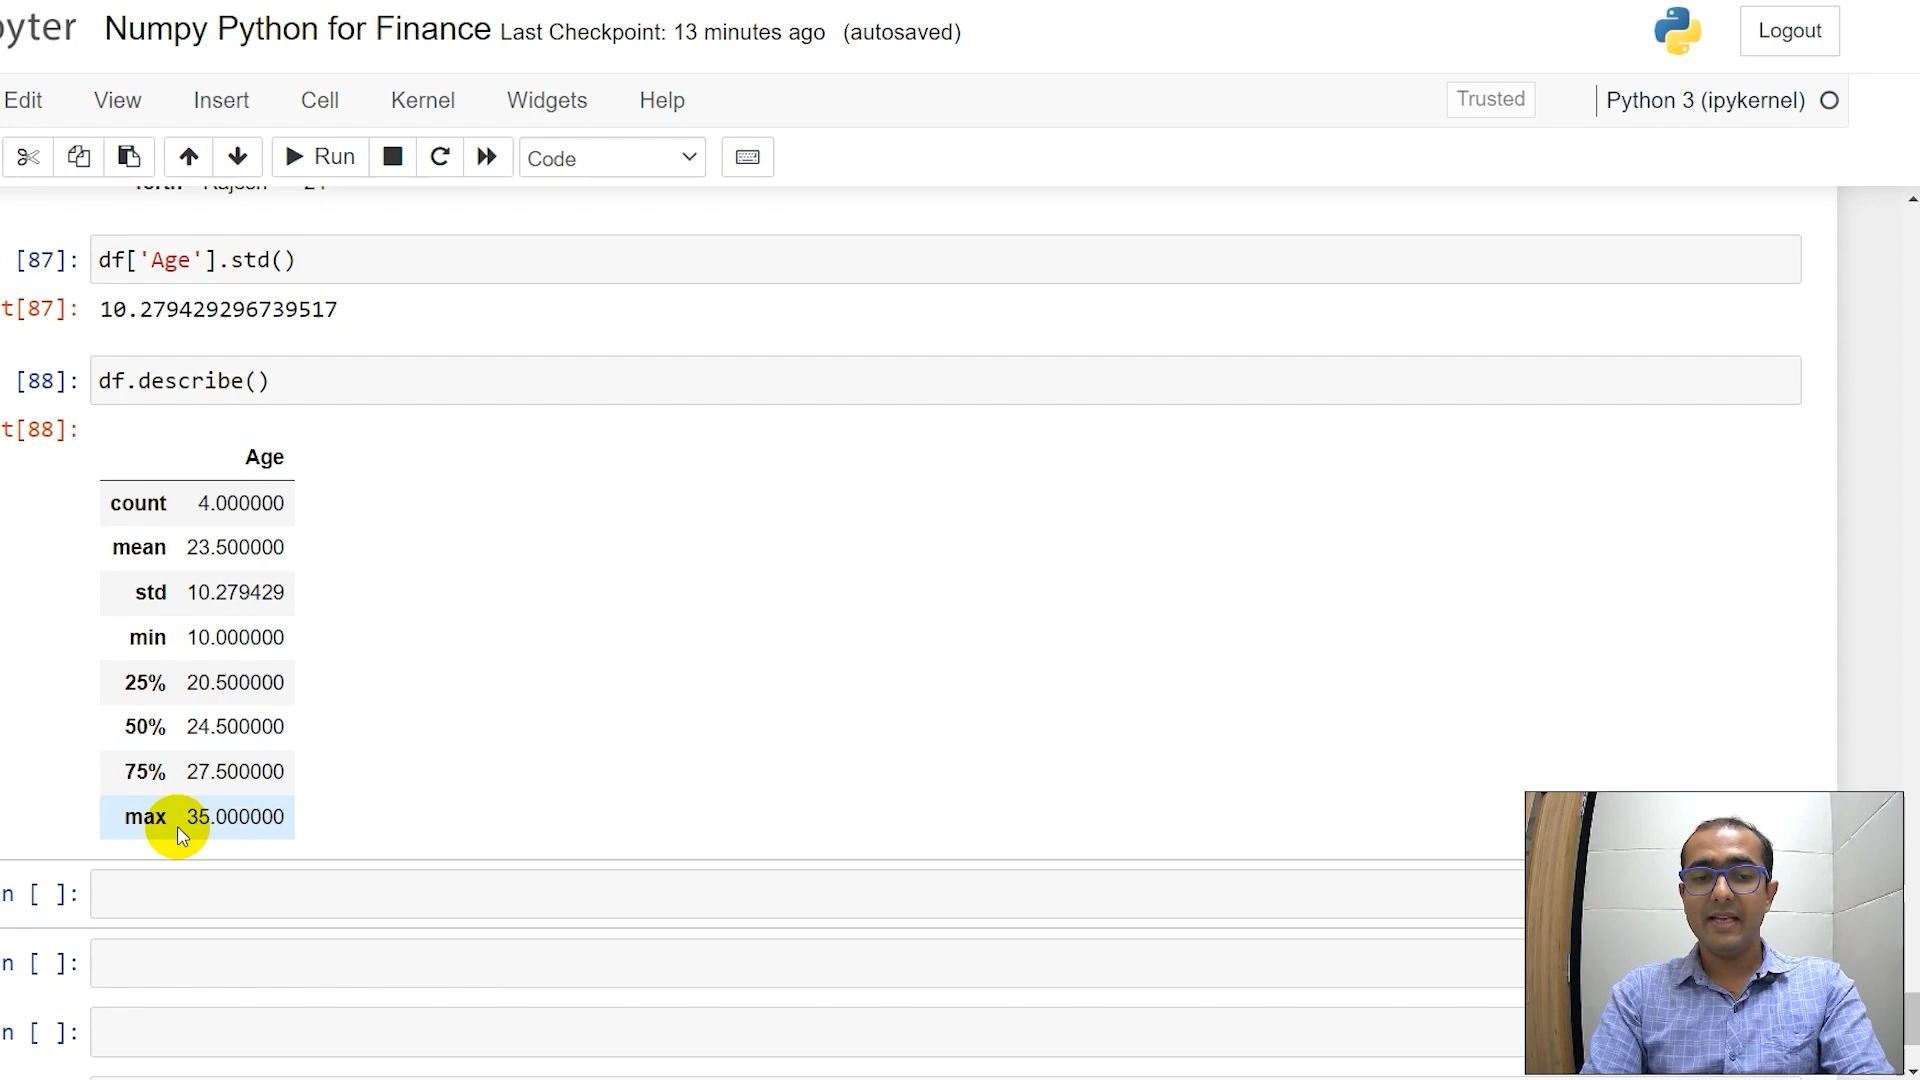 pyter Numpy Python for Finance Last Checkpoint: 13 minutes ago (autosaved) Logout
Edit View Insert Cell Kernel Widgets Help Trusted Python 3 (ipykernel)
Run Code
[87]: df['Age'].std()
t[87]: 10.279429296739517
[88]: df.describe()
t[88]:
Age
count 4.000000
mean 23.500000
std 10.279429
min 10.000000
25% 20.500000
50% 24.500000
75% 27.500000
max 35.000000
n [ ]:
n [ ]:
n [ ]: